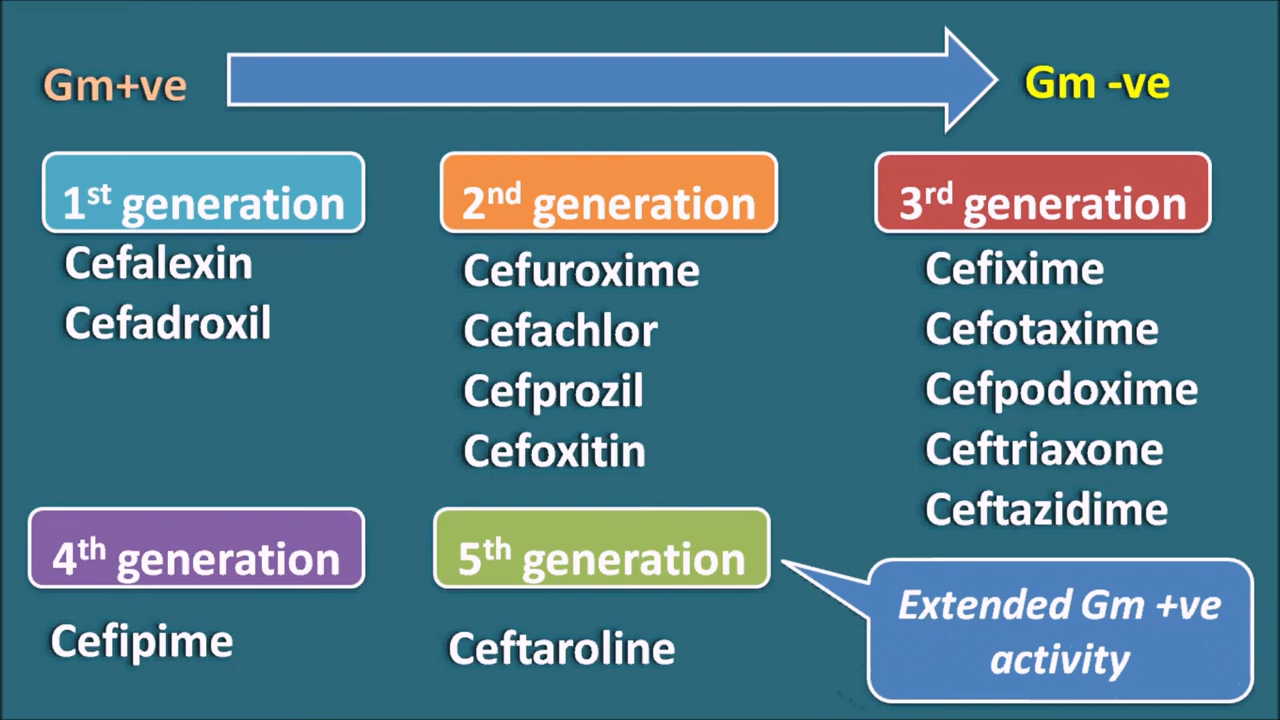 Gm+ve
Gm -ve
1st generation
Cefalexin
Cefadroxil
2nd generation
Cefuroxime
Cefachlor
Cefprozil
Cefoxitin
3rd generation
Cefixime
Cefotaxime
Cefpodoxime
Ceftriaxone
Ceftazidime
4th generation
Cefipime
5th generation
Ceftaroline
Extended Gm +ve
activity